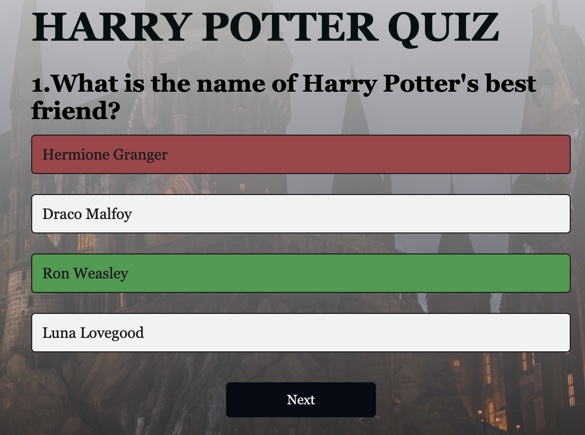 HARRY POTTER QUIZ
1.What is the name of Harry Potter's best
friend?
Hermione Granger
Draco Malfoy
Ron Weasley
Luna Lovegood
Next